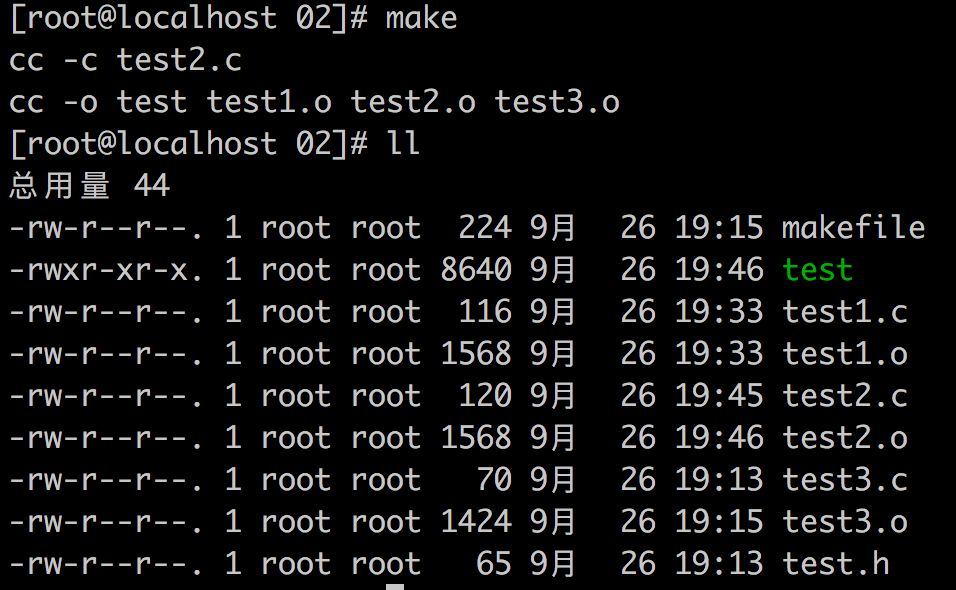 [root@localhost 02]# make
cc -c test2.c
cc -o test test1.o test2.o test3.o
[root@localhost 02]# ll
总用量 44
-rw-r--r--. 1 root root  224 9月  26 19:15 makefile
-rwxr-xr-x. 1 root root 8640 9月  26 19:46 test
-rw-r--r--. 1 root root  116 9月  26 19:33 test1.c
-rw-r--r--. 1 root root 1568 9月  26 19:33 test1.o
-rw-r--r--. 1 root root  120 9月  26 19:45 test2.c
-rw-r--r--. 1 root root 1568 9月  26 19:46 test2.o
-rw-r--r--. 1 root root   70 9月  26 19:13 test3.c
-rw-r--r--. 1 root root 1424 9月  26 19:15 test3.o
-rw-r--r--. 1 root root   65 9月  26 19:13 test.h